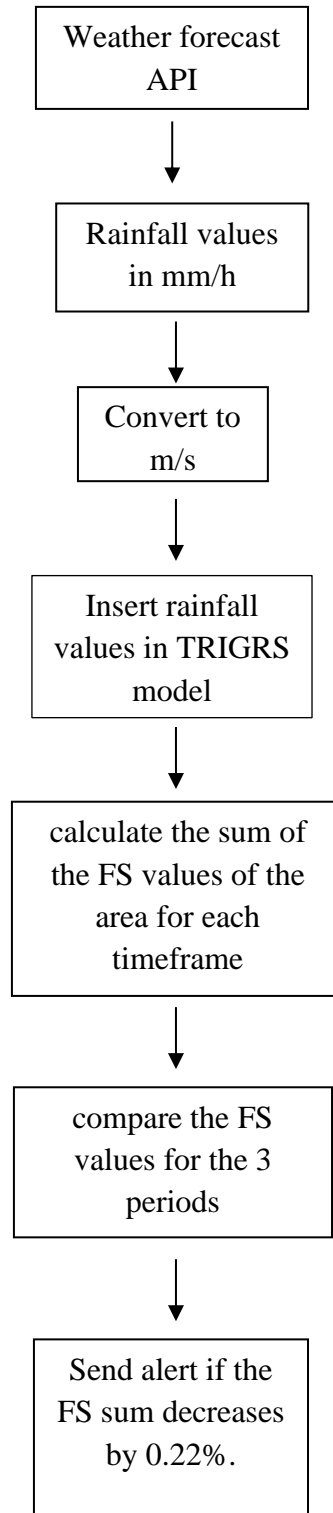 Weather forecast
API
Rainfall values
in mm/h
Convert to
m/s
Insert rainfall
values in TRIGRS
model
calculate the sum of
the FS values of the
area for each
timeframe
compare the FS
values for the 3
periods
Send alert if the
FS sum decreases
by 0.22%.